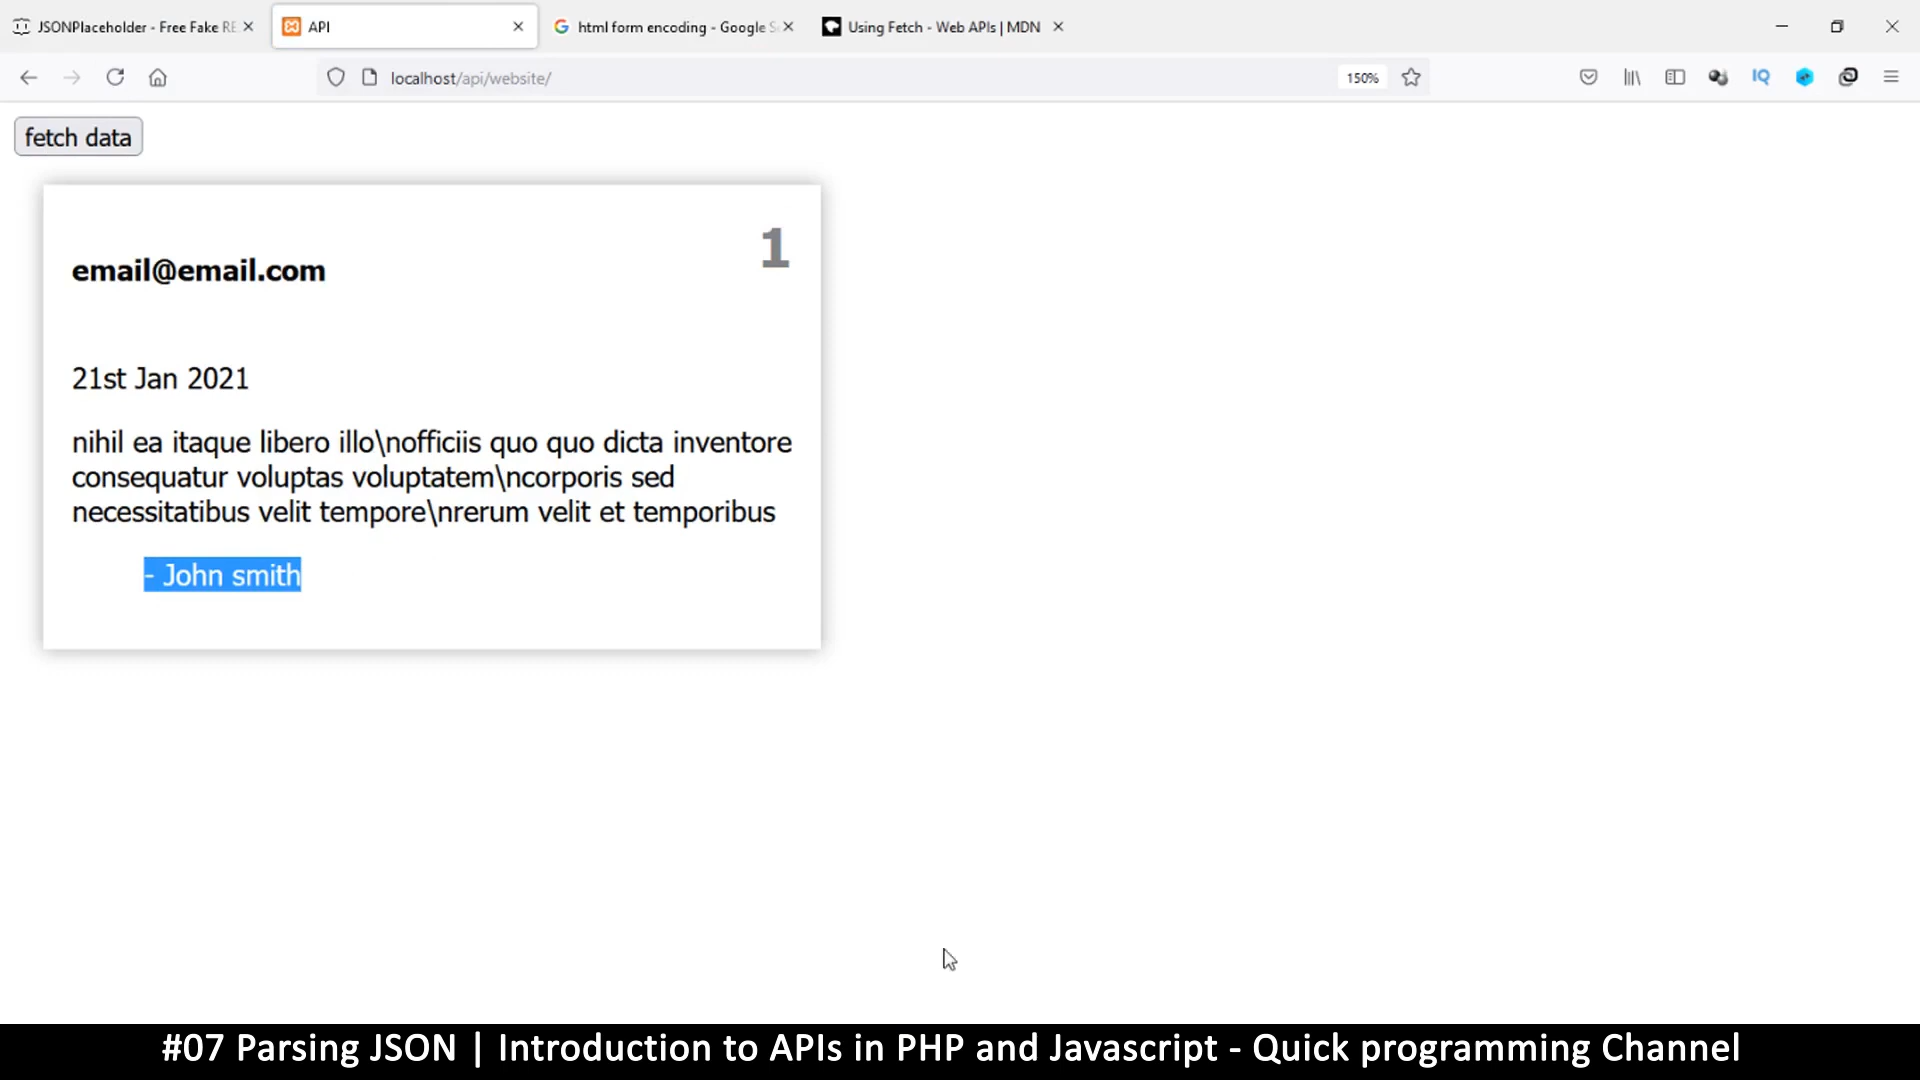 JSONPlaceholder - Free Fake RE
API
html form encoding - Google S
Using Fetch - Web APIs | MDN
localhost/api/website/
150%
IQ
fetch data
1
email@email.com
21st Jan 2021
nihil ea itaque libero illo\nofficiis quo quo dicta inventore
consequatur voluptas voluptatem\ncorporis sed
necessitatibus velit tempore\nrerum velit et temporibus
- John smith
#07 Parsing JSON | Introduction to APIs in PHP and Javascript - Quick programming Channel